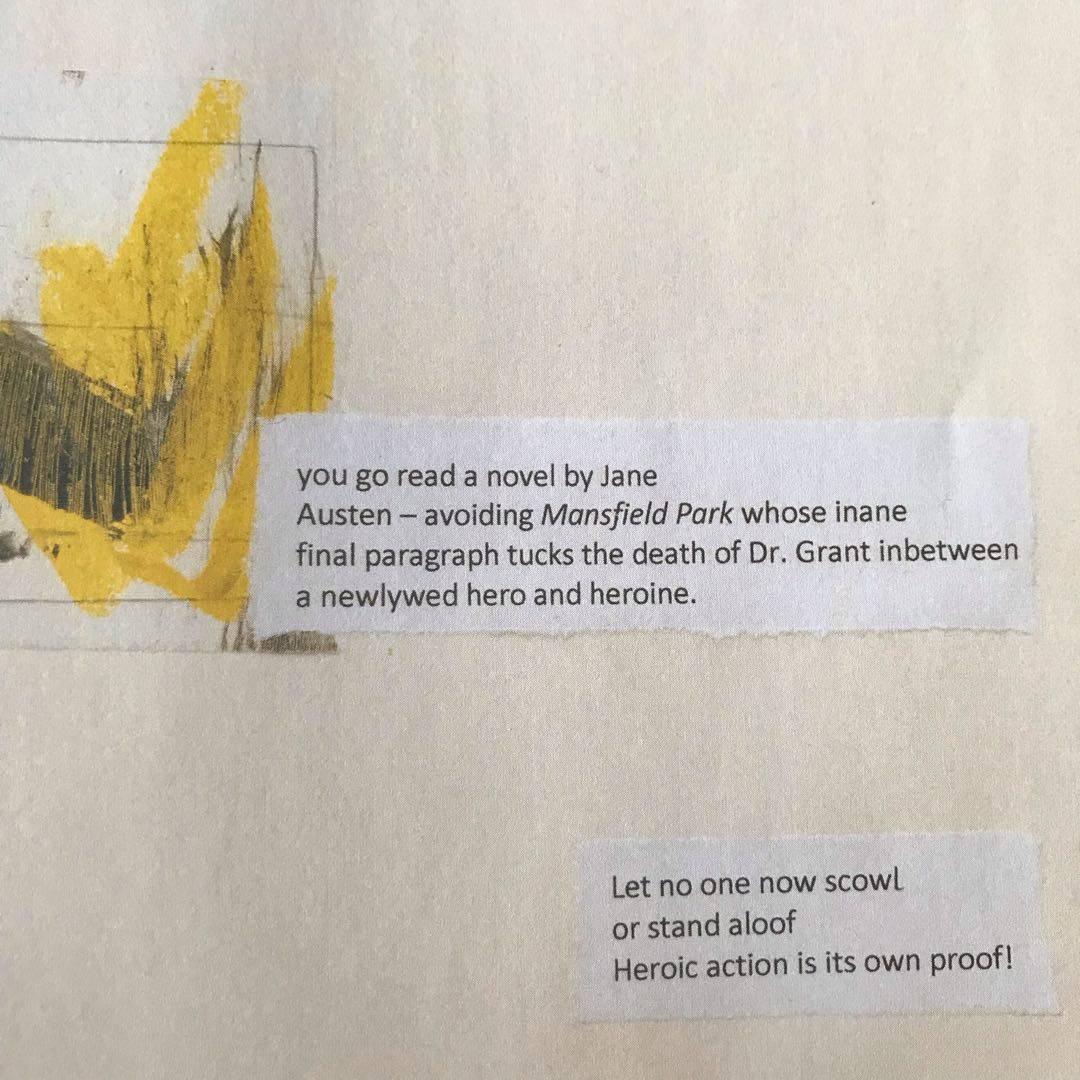 you go read a novel by Jane
Austen – avoiding Mansfield Park whose inane
final paragraph tucks the death of Dr. Grant inbetween
a newlywed hero and heroine.
Let no one now scowl
or stand aloof
Heroic action is its own proof!